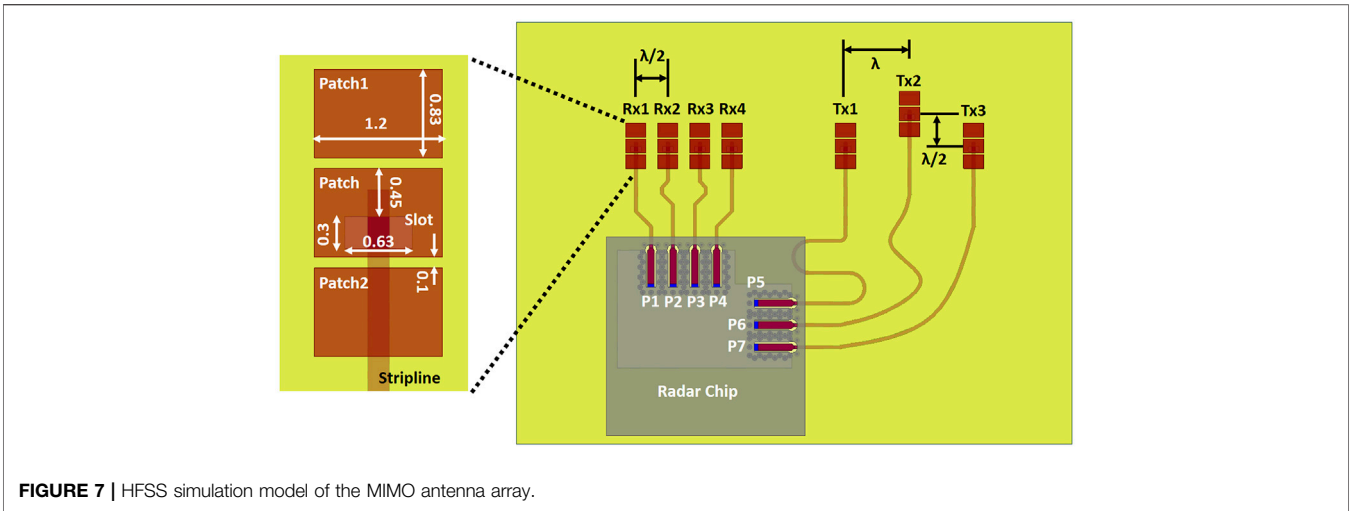 Patch1
0.83
1.2
Patch
0.45
Slot
0.3
0.63
0.1
Patch2
Stripline
λ/2
Rx1 Rx2 Rx3 Rx4
λ
Tx1
Tx2
Tx3
λ/2
P1 P2 P3 P4
P5
P6
P7
Radar Chip
FIGURE 7 | HFSS simulation model of the MIMO antenna array.